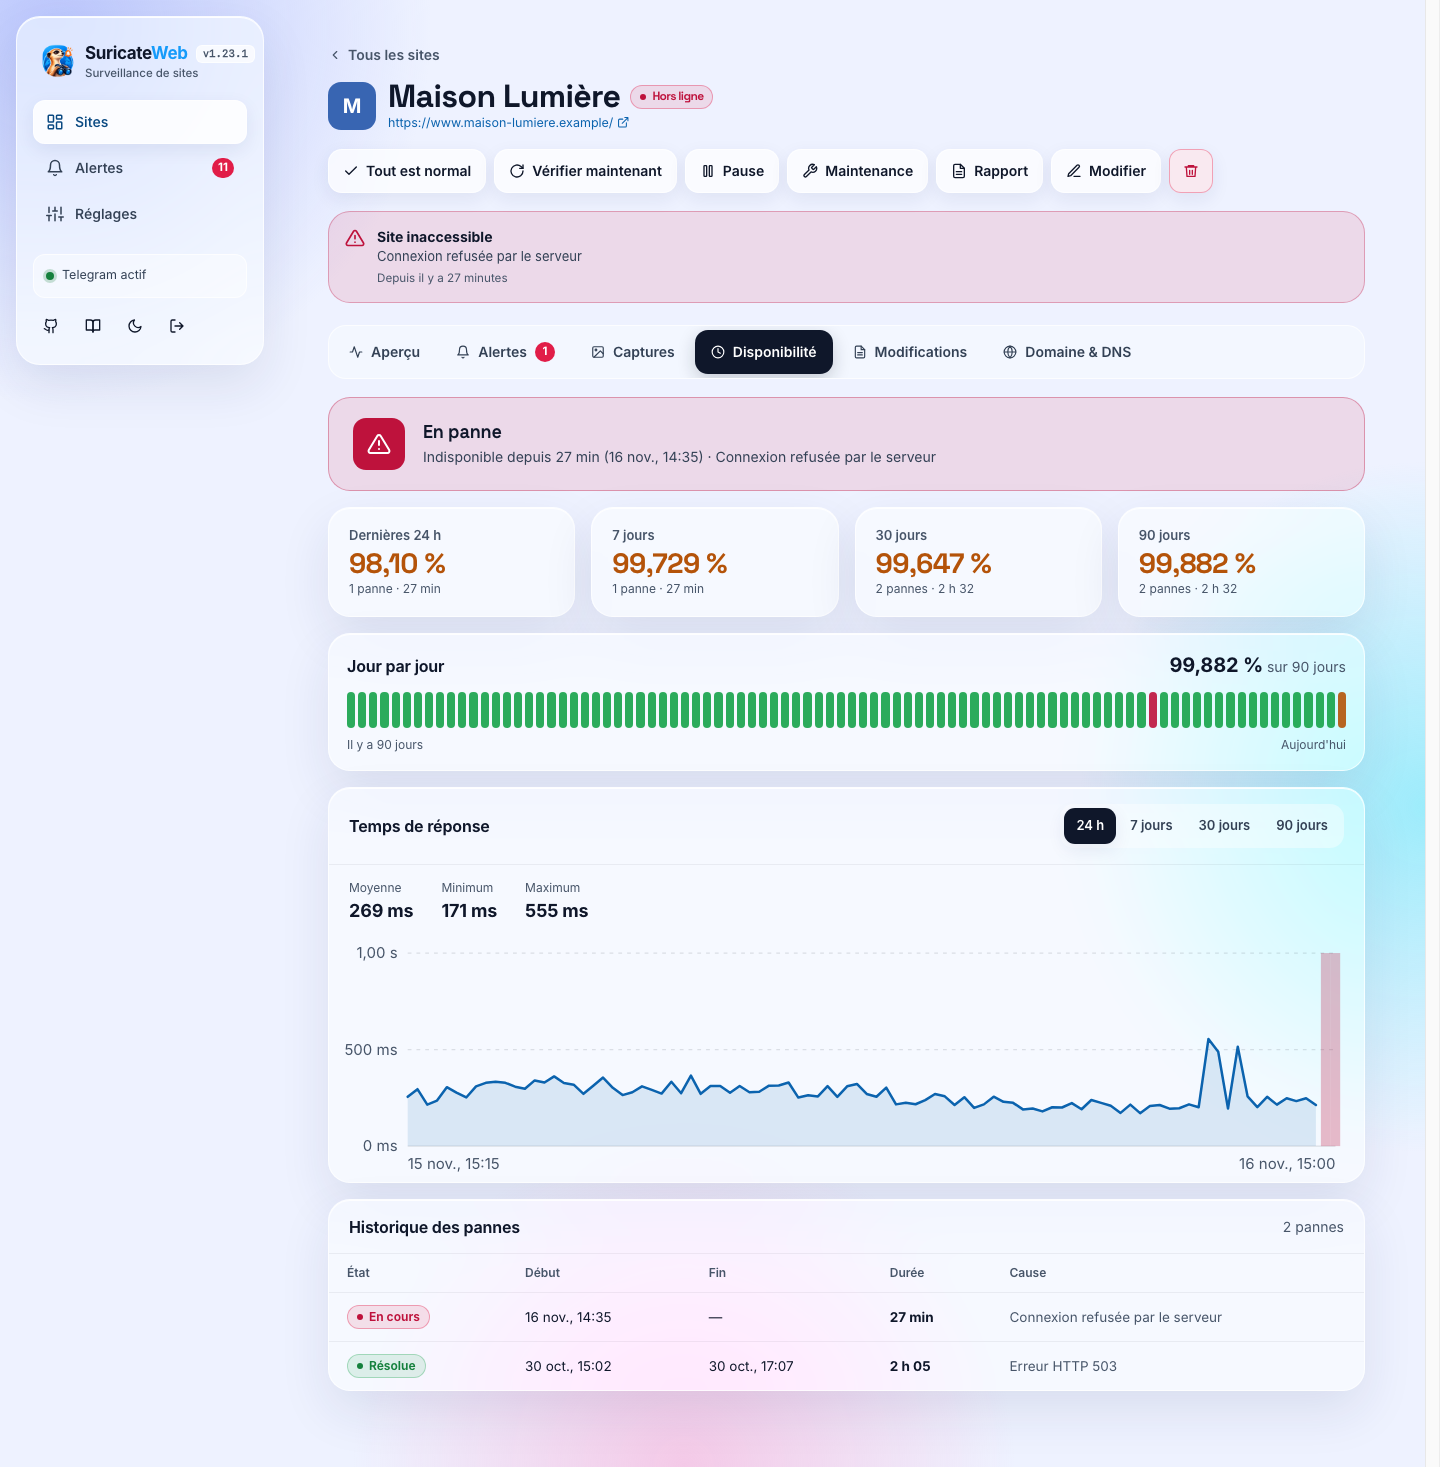 SuricateWeb v1.23.1
Surveillance de sites
Sites
Alertes 11
Réglages
Telegram actif
Tous les sites
M
Maison Lumière Hors ligne
https://www.maison-lumiere.example/
Tout est normal Vérifier maintenant Pause Maintenance Rapport Modifier
Site inaccessible
Connexion refusée par le serveur
Depuis il y a 27 minutes
Aperçu Alertes 1 Captures Disponibilité Modifications Domaine & DNS
En panne
Indisponible depuis 27 min (16 nov., 14:35) · Connexion refusée par le serveur
Dernières 24 h
98,10 %
1 panne · 27 min
7 jours
99,729 %
1 panne · 27 min
30 jours
99,647 %
2 pannes · 2 h 32
90 jours
99,882 %
2 pannes · 2 h 32
Jour par jour 99,882 % sur 90 jours
Il y a 90 jours Aujourd'hui
Temps de réponse 24 h 7 jours 30 jours 90 jours
Moyenne Minimum Maximum
269 ms 171 ms 555 ms
1,00 s
500 ms
0 ms
15 nov., 15:15 16 nov., 15:00
Historique des pannes 2 pannes
État Début Fin Durée Cause
En cours 16 nov., 14:35 — 27 min Connexion refusée par le serveur
Résolue 30 oct., 15:02 30 oct., 17:07 2 h 05 Erreur HTTP 503